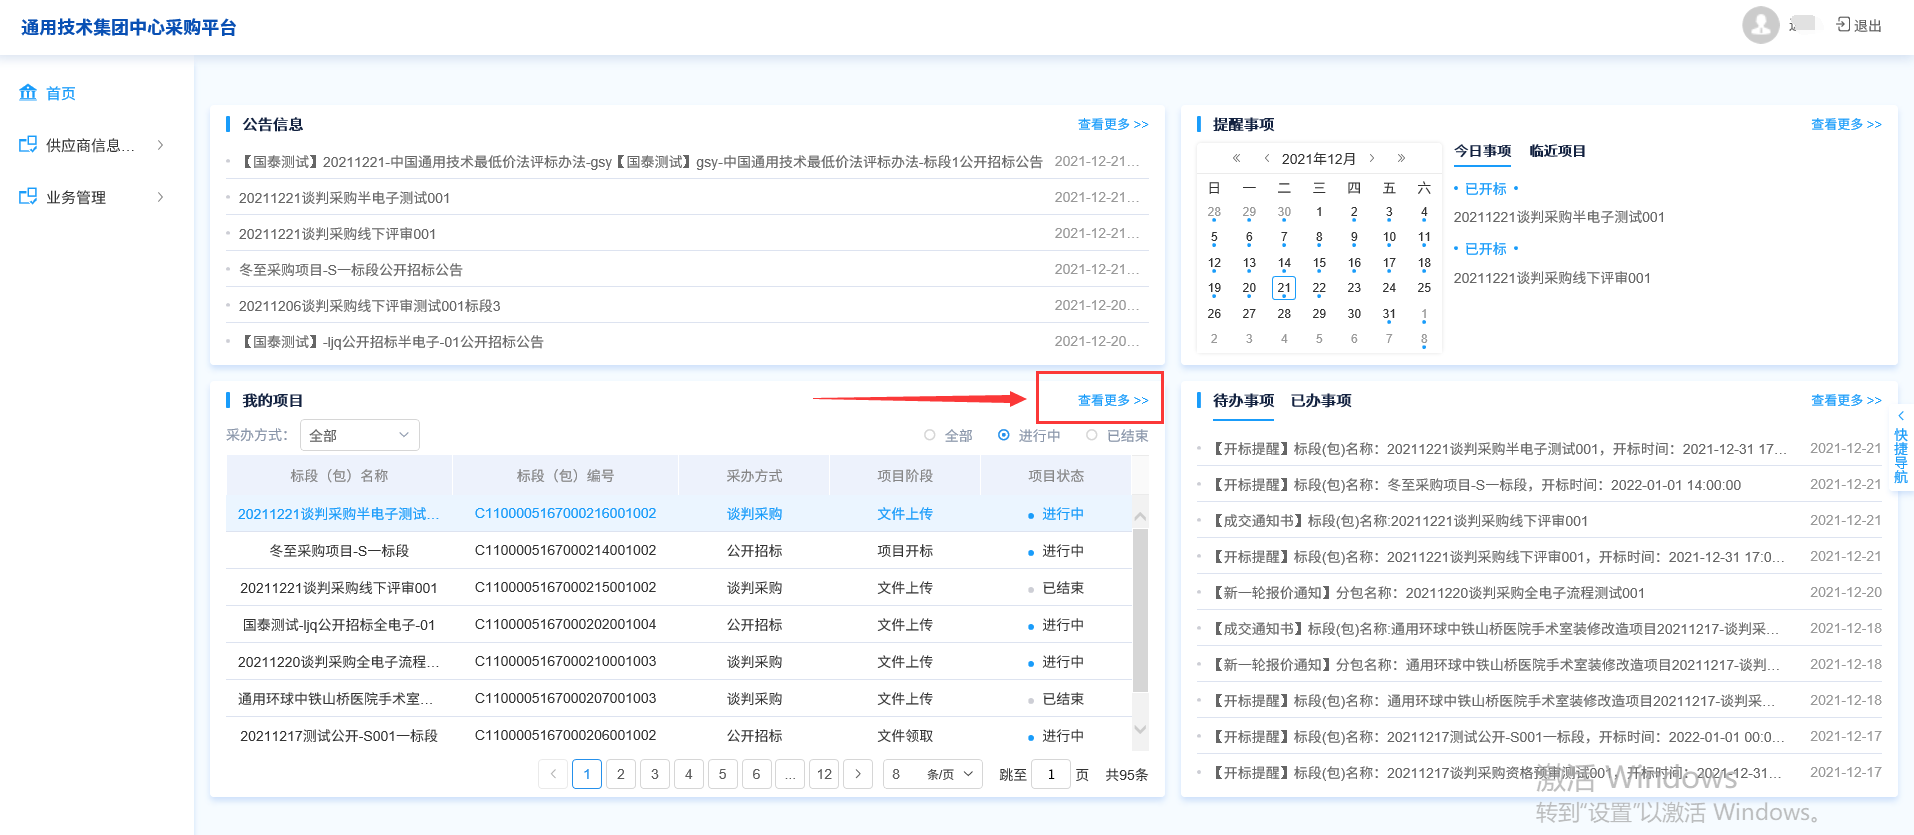 通用技术集团中心采购平台
退出
首页
供应商信息...
业务管理
公告信息
查看更多 >>
【国泰测试】20211221-中国通用技术最低价法评标办法-gsy【国泰测试】gsy-中国通用技术最低价法评标办法-标段1公开招标公告 2021-12-21...
20211221谈判采购半电子测试001 2021-12-21...
20211221谈判采购线下评审001 2021-12-21...
冬至采购项目-S一标段公开招标公告 2021-12-21...
20211206谈判采购线下评审测试001标段3 2021-12-20...
【国泰测试】-ljq公开招标半电子-01公开招标公告 2021-12-20...
提醒事项
查看更多 >>
« < 2021年12月 > »
日 一 二 三 四 五 六
28 29 30 1 2 3 4
5 6 7 8 9 10 11
12 13 14 15 16 17 18
19 20 21 22 23 24 25
26 27 28 29 30 31 1
2 3 4 5 6 7 8
今日事项 临近项目
• 已开标 •
20211221谈判采购半电子测试001
• 已开标 •
20211221谈判采购线下评审001
我的项目
查看更多 >>
采办方式： 全部
全部 进行中 已结束
标段（包）名称 标段（包）编号 采办方式 项目阶段 项目状态
20211221谈判采购半电子测试... C1100005167000216001002 谈判采购 文件上传 进行中
冬至采购项目-S一标段 C1100005167000214001002 公开招标 项目开标 进行中
20211221谈判采购线下评审001 C1100005167000215001002 谈判采购 文件上传 已结束
国泰测试-ljq公开招标全电子-01 C1100005167000202001004 公开招标 文件上传 进行中
20211220谈判采购全电子流程... C1100005167000210001003 谈判采购 文件上传 进行中
通用环球中铁山桥医院手术室... C1100005167000207001003 谈判采购 文件上传 已结束
20211217测试公开-S001一标段 C1100005167000206001002 公开招标 文件领取 进行中
< 1 2 3 4 5 6 ... 12 > 8 条/页 跳至 1 页 共95条
待办事项 已办事项
查看更多 >>
【开标提醒】标段(包)名称：20211221谈判采购半电子测试001，开标时间：2021-12-31 17... 2021-12-21
【开标提醒】标段(包)名称：冬至采购项目-S一标段，开标时间：2022-01-01 14:00:00 2021-12-21
【成交通知书】标段(包)名称:20211221谈判采购线下评审001 2021-12-21
【开标提醒】标段(包)名称：20211221谈判采购线下评审001，开标时间：2021-12-31 17:0... 2021-12-21
【新一轮报价通知】分包名称：20211220谈判采购全电子流程测试001 2021-12-20
【成交通知书】标段(包)名称:通用环球中铁山桥医院手术室装修改造项目20211217-谈判采... 2021-12-18
【新一轮报价通知】分包名称：通用环球中铁山桥医院手术室装修改造项目20211217-谈判... 2021-12-18
【开标提醒】标段(包)名称：通用环球中铁山桥医院手术室装修改造项目20211217-谈判采... 2021-12-18
【开标提醒】标段(包)名称：20211217测试公开-S001一标段，开标时间：2022-01-01 00:0... 2021-12-17
【开标提醒】标段(包)名称：20211217谈判采购资格预审测试001，开标时间：2021-12-31... 2021-12-17
快捷导航
激活 Windows
转到“设置”以激活 Windows。